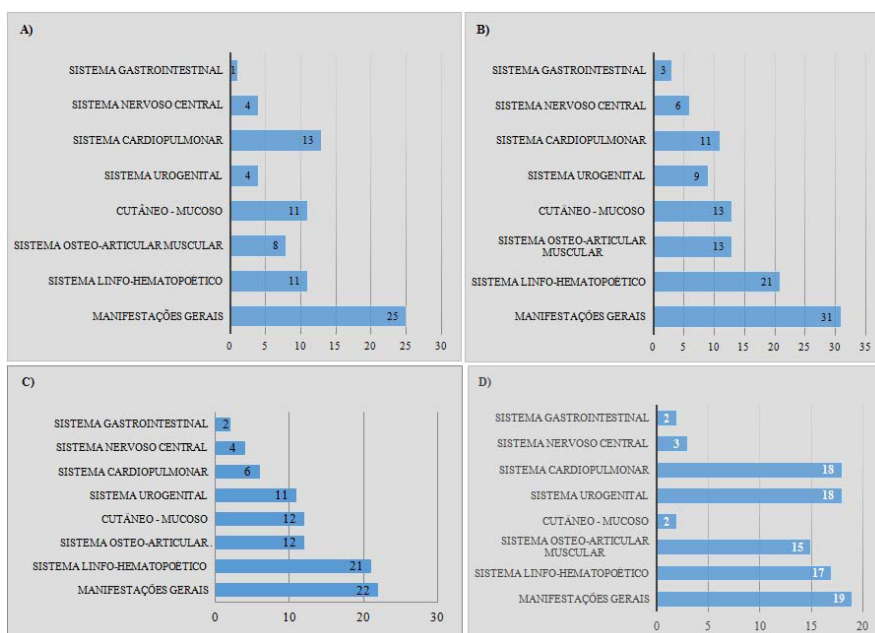 A)
SISTEMA GASTROINTESTINAL 1
SISTEMA NERVOSO CENTRAL 4
SISTEMA CARDIOPULMONAR 13
SISTEMA UROGENITAL 4
CUTÂNEO - MUCOSO 11
SISTEMA OSTEO-ARTICULAR MUSCULAR 8
SISTEMA LINFO-HEMATOPOÉTICO 11
MANIFESTAÇÕES GERAIS 25
0 5 10 15 20 25 30
B)
SISTEMA GASTROINTESTINAL 3
SISTEMA NERVOSO CENTRAL 6
SISTEMA CARDIOPULMONAR 11
SISTEMA UROGENITAL 9
CUTÂNEO - MUCOSO 13
SISTEMA OSTEO-ARTICULAR
MUSCULAR 13
SISTEMA LINFO-HEMATOPOÉTICO 21
MANIFESTAÇÕES GERAIS 31
0 5 10 15 20 25 30 35
C)
SISTEMA GASTROINTESTINAL 2
SISTEMA NERVOSO CENTRAL 4
SISTEMA CARDIOPULMONAR 6
SISTEMA UROGENITAL 11
CUTÂNEO - MUCOSO 12
SISTEMA OSTEO-ARTICULAR. 12
SISTEMA LINFO-HEMATOPOÉTICO 21
MANIFESTAÇÕES GERAIS 22
0 10 20 30
D)
SISTEMA GASTROINTESTINAL 2
SISTEMA NERVOSO CENTRAL 3
SISTEMA CARDIOPULMONAR 18
SISTEMA UROGENITAL 18
CUTÂNEO - MUCOSO 2
SISTEMA OSTEO-ARTICULAR
MUSCULAR 15
SISTEMA LINFO-HEMATOPOÉTICO 17
MANIFESTAÇÕES GERAIS 19
0 5 10 15 20